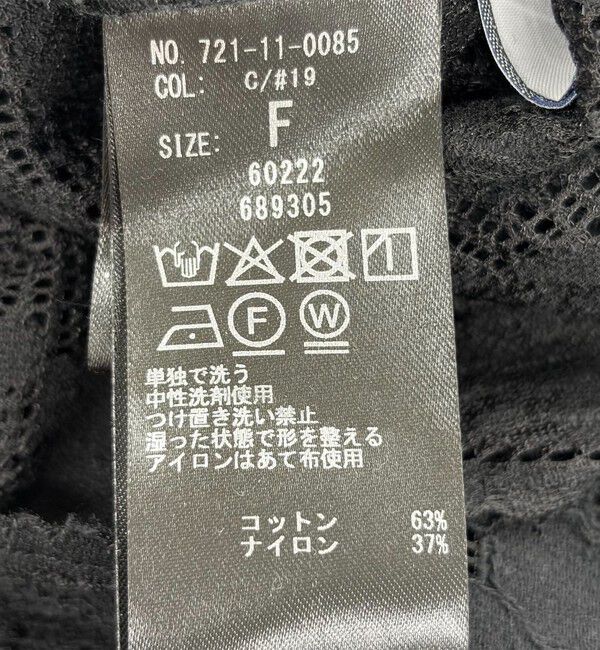 NO. 721-11-0085
COL: C/#19
SIZE: F
60222
689305
F W
単独で洗う
中性洗剤使用
つけ置き洗い禁止
湿った状態で形を整える
アイロンはあて布使用
コットン 63%
ナイロン 37%